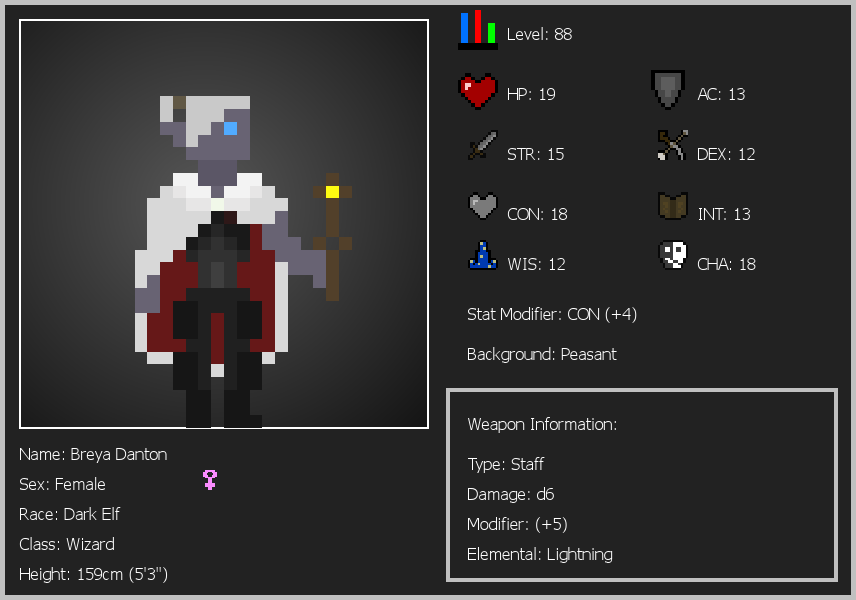 Level: 88
HP: 19
AC: 13
STR: 15
DEX: 12
CON: 18
INT: 13
WIS: 12
CHA: 18
Stat Modifier: CON (+4)
Background: Peasant
Weapon Information:
Type: Staff
Damage: d6
Modifier: (+5)
Elemental: Lightning
Name: Breya Danton
Sex: Female
Race: Dark Elf
Class: Wizard
Height: 159cm (5'3")